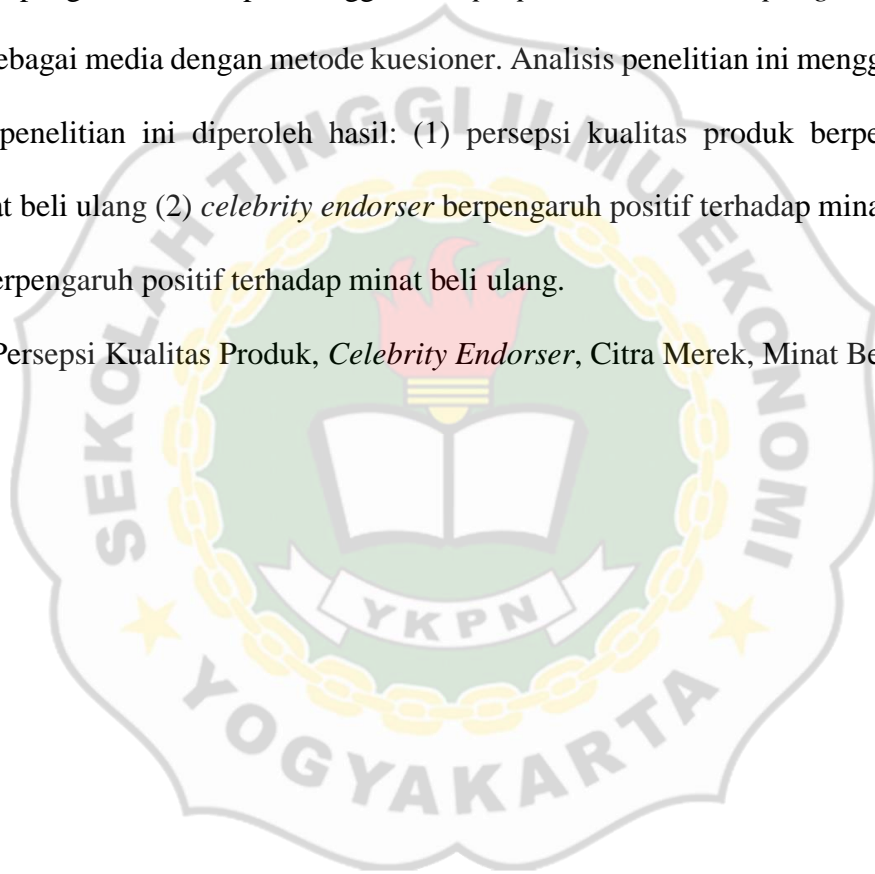 ebagai media dengan metode kuesioner. Analisis penelitian ini mengg
penelitian ini diperoleh hasil: (1) persepsi kualitas produk berpe
at beli ulang (2) celebrity endorser berpengaruh positif terhadap mina
erpengaruh positif terhadap minat beli ulang.
Persepsi Kualitas Produk, Celebrity Endorser, Citra Merek, Minat Be
SEKOLAH TINGGI ILMU EKONOMI
YKPN
YOGYAKARTA